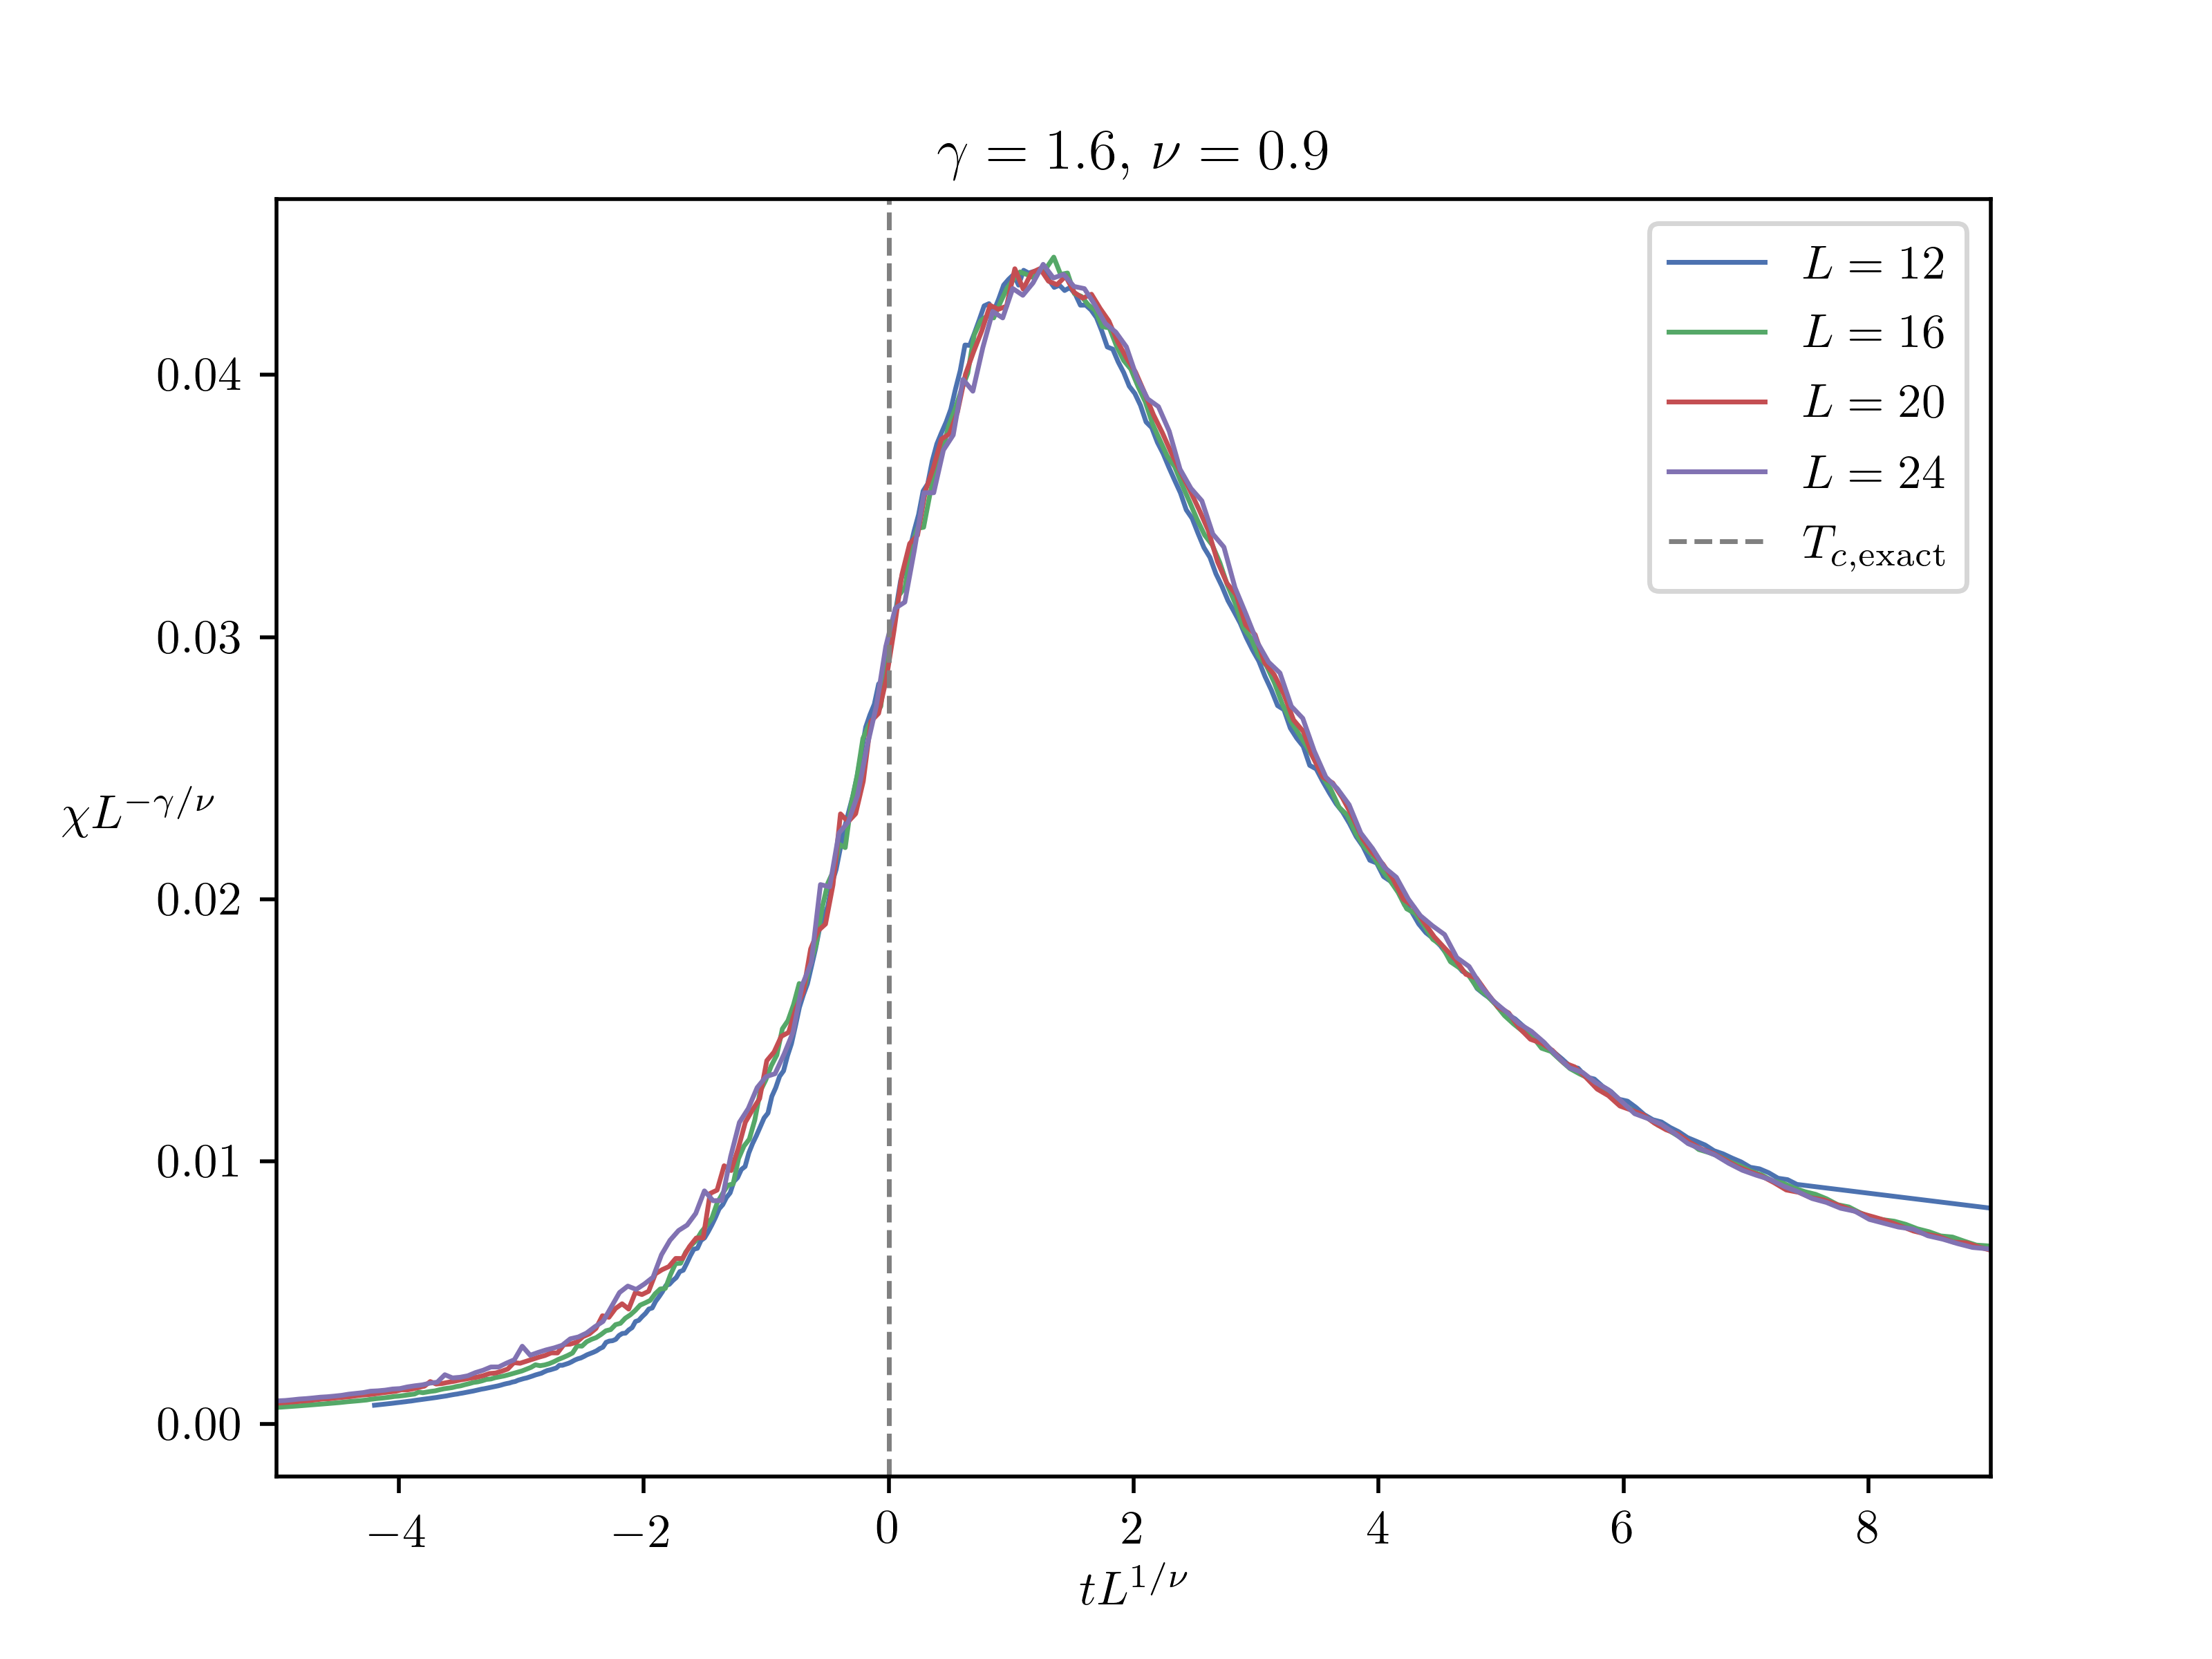 γ = 1.6, ν = 0.9
L = 12
L = 16
L = 20
L = 24
T_{c,exact}
0.04
0.03
0.02
0.01
0.00
χL^{−γ/ν}
−4 −2 0 2 4 6 8
tL^{1/ν}